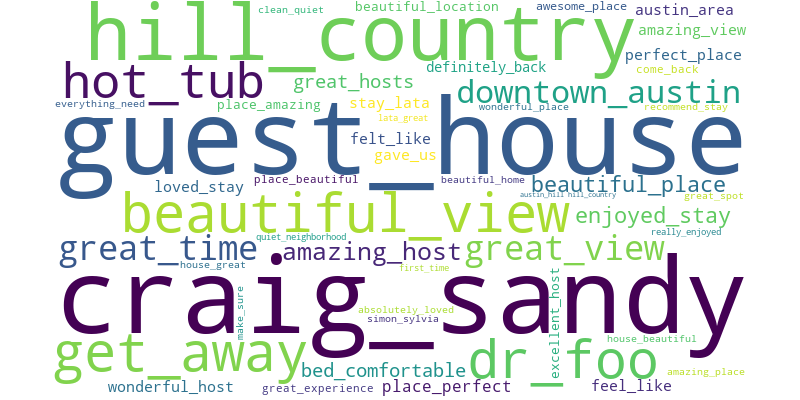 clean_quiet
beautiful_location
awesome_place
austin_area
hill_country
amazing_view
perfect_place
hot_tub
great_hosts
definitely_back
come_back
everything_need
place_amazing
stay_lata
downtown_austin
wonderful_place
recommend_stay
lata_great
guest_house
felt_like
gave_us
loved_stay
place_beautiful
beautiful_home
beautiful_place
austin_hill hill_country
great_spot
beautiful_view
enjoyed_stay
really_enjoyed
great_time
quiet_neighborhood
amazing_host
great_view
house_great
first_time
craig_sandy
make_sure
absolutely_loved
simon_sylvia
excellent_host
get_away
bed_comfortable
dr_foo
house_beautiful
amazing_place
wonderful_host
great_experience
place_perfect
feel_like